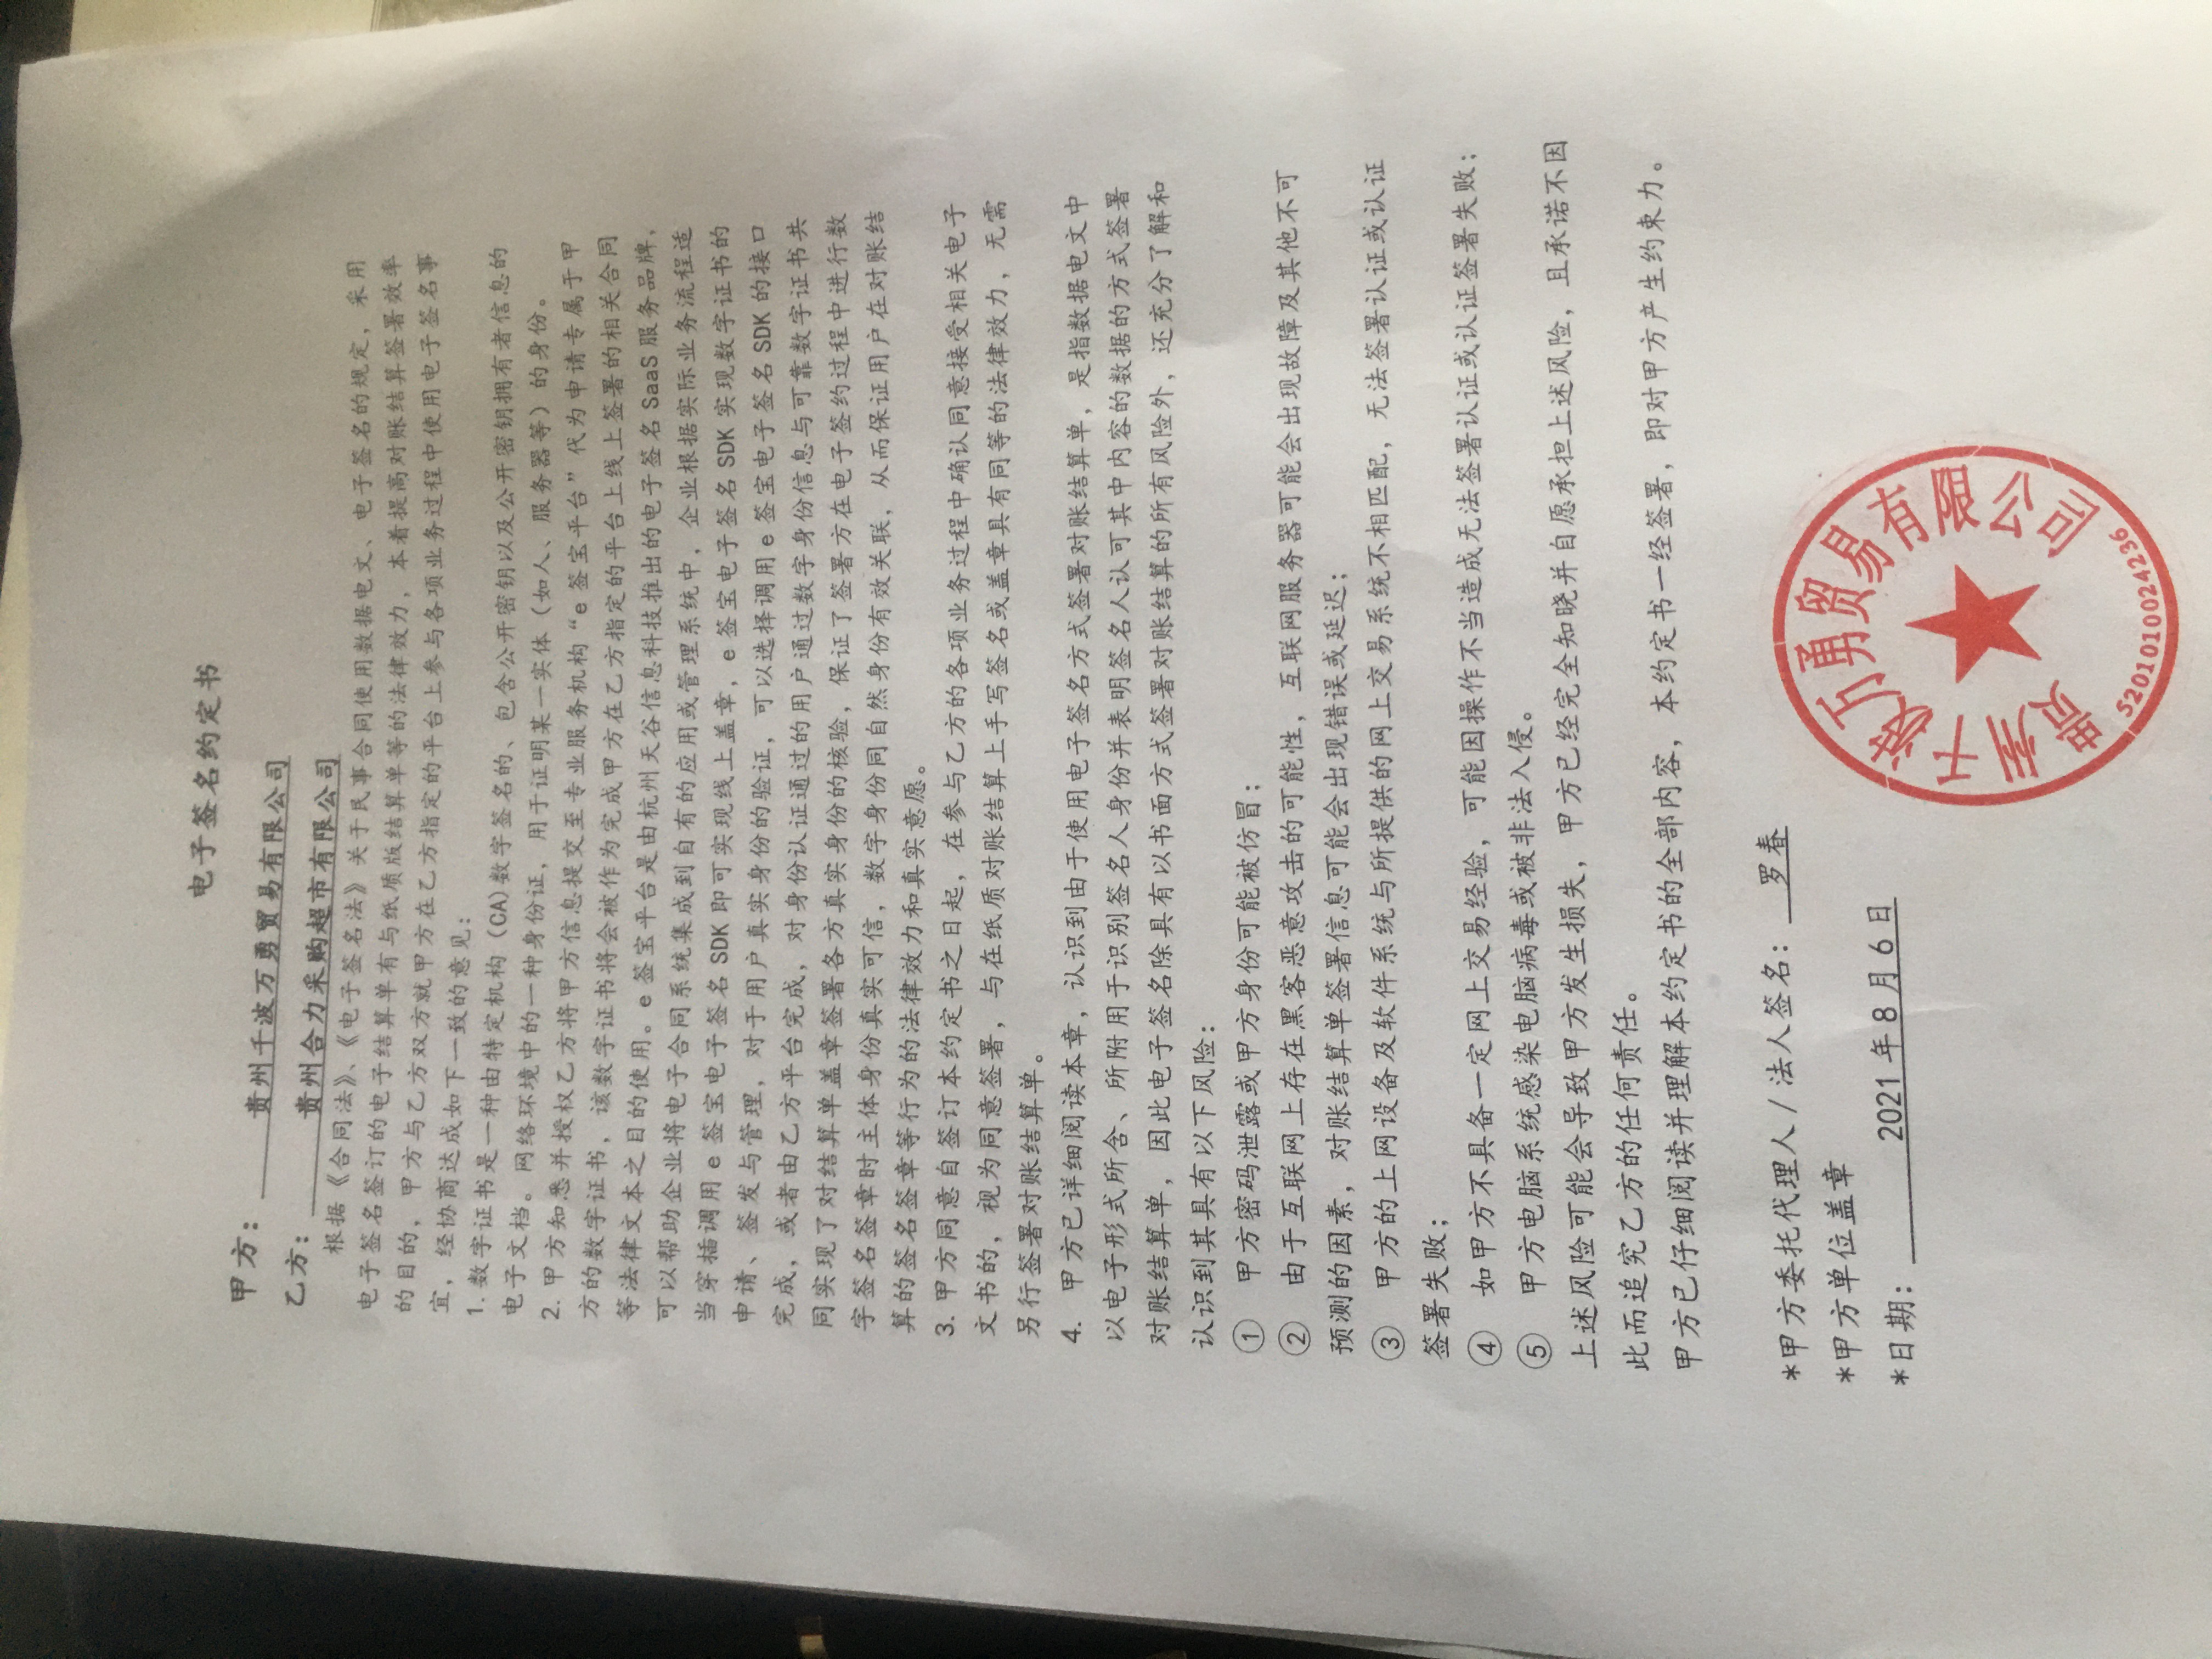 电子签名约定书
甲方：贵州千波万勇贸易有限公司
乙方：贵州合力采购超市有限公司
根据《合同法》、《电子签名法》关于民事合同使用数据电文、电子签名的规定，采用
电子签名签订的电子结算单有与纸质版结算单等的法律效力，本着提高对账结算签署效率
的目的，甲方与乙方双方就甲方在乙方指定的平台上参与各项业务过程中使用电子签名事
宜，经协商达成如下一致的意见：
1. 数字证书是一种由特定机构（CA)数字签名的、包含公开密钥以及公开密钥拥有者信息的
电子文档。网络环境中的一种身份证，用于证明某一实体（如人、服务器等）的身份。
2. 甲方知悉并授权乙方将甲方信息提交至专业服务机构“e 签宝平台”代为申请专属于甲
方的数字证书，该数字证书将会被作为完成甲方在乙方指定的平台上线上签署的相关合同
等法律文本之目的使用。e 签宝平台是由杭州天谷信息科技推出的电子签名 SaaS 服务品牌，
可以帮助企业将电子合同系统集成到自有的应用或管理系统中，企业根据实际业务流程适
当穿插调用 e 签宝电子签名 SDK 即可实现线上盖章，e 签宝电子签名 SDK 实现数字证书的
申请、签发与管理，对于用户真实身份的验证，可以选择调用 e 签宝电子签名 SDK 的接口
完成，或者由乙方平台完成，对身份认证通过的用户通过数字身份信息与可靠数字证书共
同实现了对结算单盖章签署各方真实身份的核验，保证了签署方在电子签约过程中进行数
字签名签章时主体身份真实可信，数字身份同自然身份有效关联，从而保证用户在对账结
算的签签名签章等行为的法律效力和真实意愿。
3. 甲方同意自签订本约定书之日起，在参与乙方的各项业务过程中确认同意接受相关电子
文书书的，视为同意签署，与在纸质对账结算上手写签名或盖章具有同等的法律效力，无需
另行签署对账结算单。
4. 甲方已详细阅读本章，认识到由于使用电子签名方式签署对账结算单，是指数据电文中
以电子形式所含、所附用于识别签名人身份并表明签名人认可其中内容的数据的方式签署
对账结算单，因此电子签名除具有以书面方式签署对账结算的所有风险外，还充分了解和
认识到其具有以下风险：
① 甲方密码泄露或甲方身份可能被仿冒；
② 由于互联网上存在黑客恶意攻击的可能性，互联网服务器可能会出现故障及其他不可
预测的因素，对账结算单签署信息可能会出现错误或延迟；
③ 甲方的上网设备及软件系统与所提供的网上交易系统不相匹配，无法签署认证或认证
签署失败；
④ 如甲方不具备一定网上交易经验，可能因操作不当造成无法签署认证或认证签署失败；
⑤ 甲方电脑系统感染电脑病毒或被非法入侵。
上述风险可能会导致甲方发生损失，甲方已经完全知晓并自愿承担上述风险，且承诺不因
此而追究乙方的任何责任。
甲方已仔细阅读并理解本约定书的全部内容，本约定书一经签署，即对甲方产生约束力。
*甲方委托代理人/法人签名：罗春
*甲方单位盖章
*日期：2021年8月6日
贵州千波万勇贸易有限公司
5201010024236